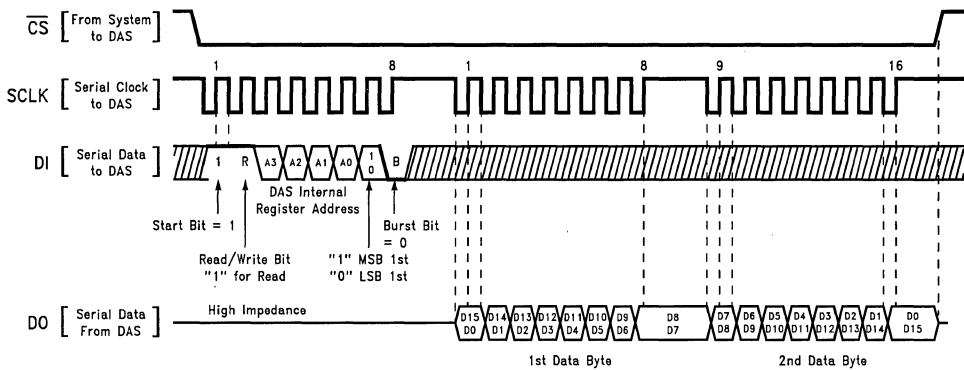 CS [ From System to DAS ]
1 8 1 8 9 16
SCLK [ Serial Clock to DAS ]
DI [ Serial Data to DAS ]
1 R A3 A2 A1 A0 1 0 B
DAS Internal
Register Address
Start Bit = 1
Burst Bit
= 0
Read/Write Bit
"1" for Read
"1" MSB 1st
"0" LSB 1st
DO [ Serial Data From DAS ]
High Impedance
D15 D14 D13 D12 D11 D10 D9 D8 D7 D6 D5 D4 D3 D2 D1 D0
D0 D1 D2 D3 D4 D5 D6 D7 D8 D9 D10 D11 D12 D13 D14 D15
1st Data Byte
2nd Data Byte